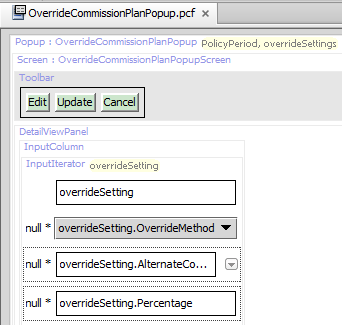 OverrideCommissionPlanPopup.pcf
Popup : OverrideCommissionPlanPopup PolicyPeriod, overrideSettings
Screen : OverrideCommissionPlanPopupScreen
Toolbar
Edit Update Cancel
DetailViewPanel
InputColumn
InputIterator overrideSetting
overrideSetting
null * overrideSetting.OverrideMethod
null * overrideSetting.AlternateCo...
null * overrideSetting.Percentage